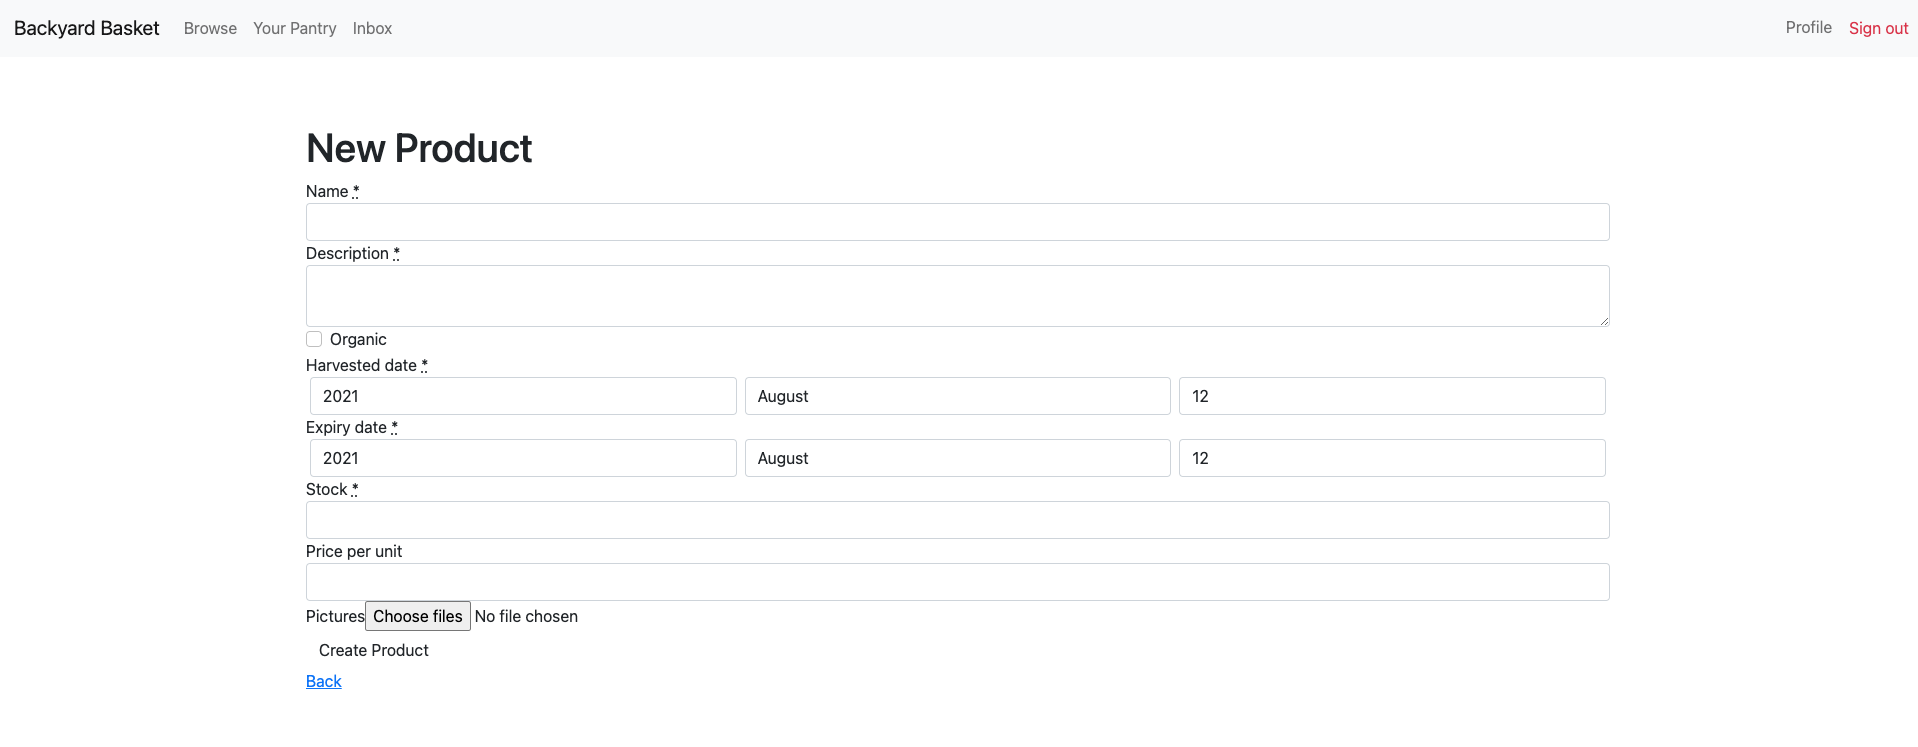 Backyard Basket Browse Your Pantry Inbox Profile Sign out
New Product
Name *
Description *
Organic
Harvested date *
2021 August 12
Expiry date *
2021 August 12
Stock *
Price per unit
Pictures Choose files No file chosen
Create Product
Back